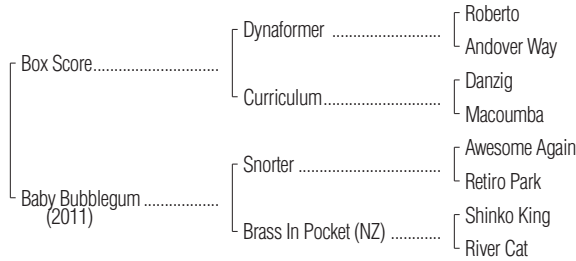 Roberto
Dynaformer ..............................
Andover Way
Box Score...................................
Danzig
Curriculum.................................
Macoumba
Awesome Again
Snorter ......................................
Retiro Park
Baby Bubblegum .....................
(2011)
Shinko King
Brass In Pocket (NZ) ..............
River Cat